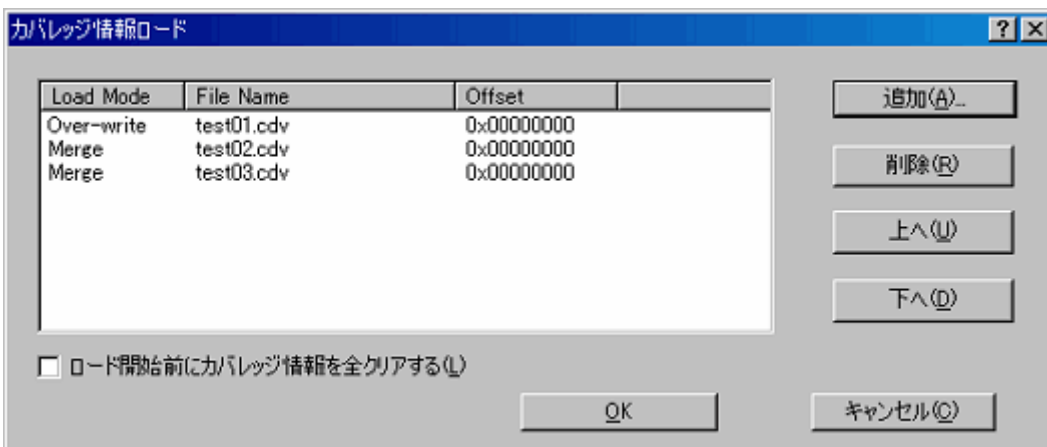 カバレッジ情報ロード
Load Mode File Name Offset
Over-write test01.cdv 0x00000000
Merge test02.cdv 0x00000000
Merge test03.cdv 0x00000000
追加(A)...
削除(R)
上へ(U)
下へ(D)
ロード開始前にカバレッジ情報を全クリアする(L)
OK キャンセル(C)